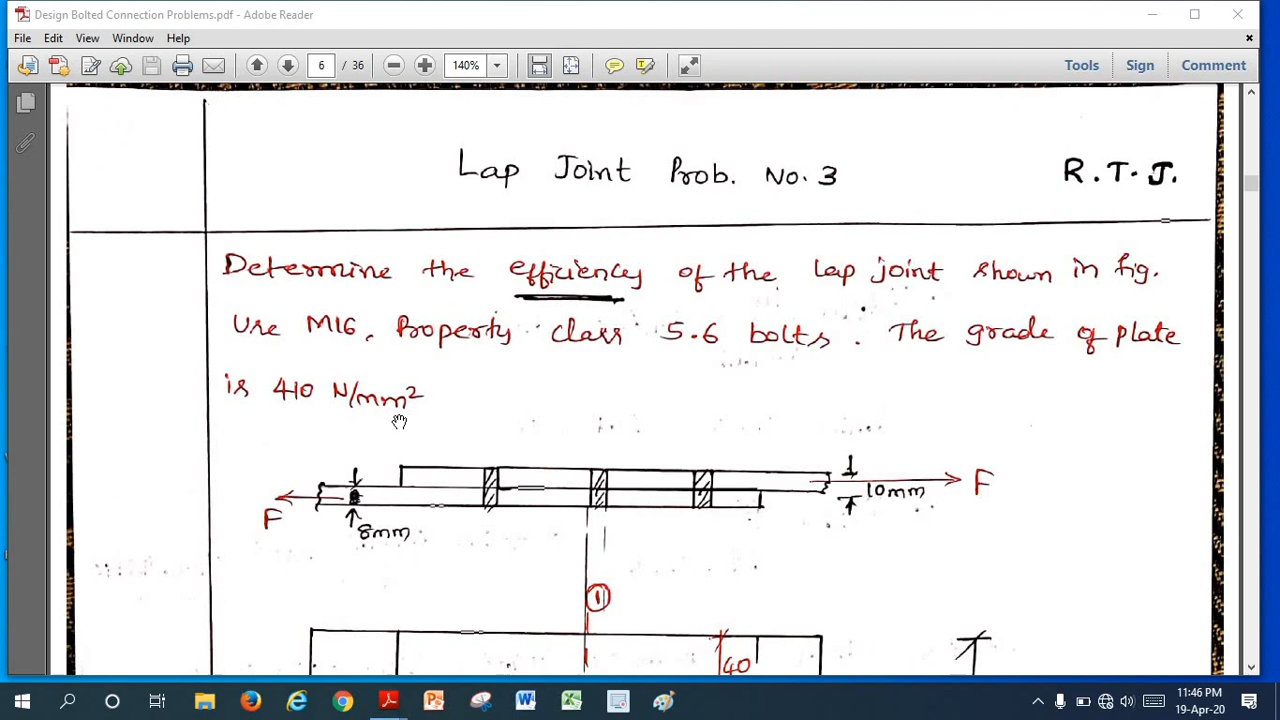 Design Bolted Connection Problems.pdf - Adobe Reader
File Edit View Window Help
6 / 36 140% Tools Sign Comment
Lap Joint Prob. No. 3 R.T.J.
Determine the efficiency of the lap joint shown in fig.
Use M16, Property class 5.6 bolts. The grade of plate
is 410 N/mm²
F 10mm
F 8mm
1
40
11:46 PM
19-Apr-20